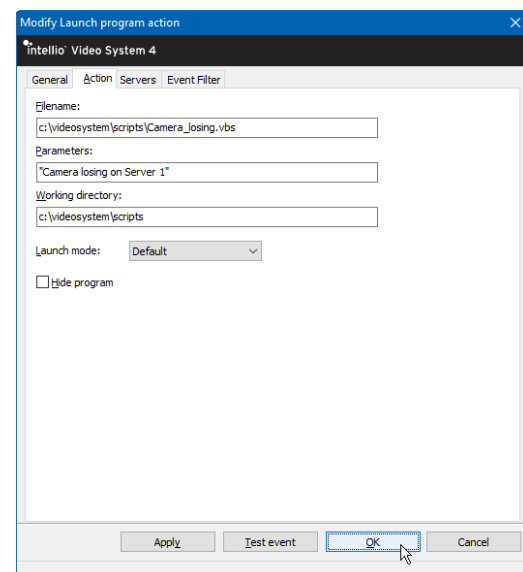 Modify Launch program action
intellio Video System 4
General Action Servers Event Filter
Filename:
c:\videosystem\scripts\Camera_losing.vbs
Parameters:
"Camera losing on Server 1"
Working directory:
c:\videosystem\scripts
Launch mode: Default
Hide program
Apply Test event OK Cancel